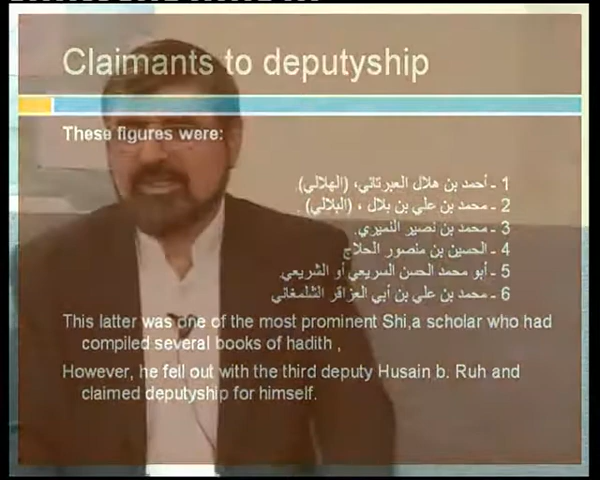 Claimants to deputyship
These figures were:
1 - أحمد بن هلال العبرتائي، (الهلالي).
2 - محمد بن علي بن بلال ، (البلالي) .
3 - محمد بن نصير النميري.
4 - الحسين بن منصور الحلاج
5 - أبو محمد الحسن السريعي أو الشريعي
6 - محمد بن علي بن أبي العزاقر الشلمغاني
This latter was one of the most prominent Shi,a scholar who had
compiled several books of hadith ,
However, he fell out with the third deputy Husain b. Ruh and
claimed deputyship for himself.